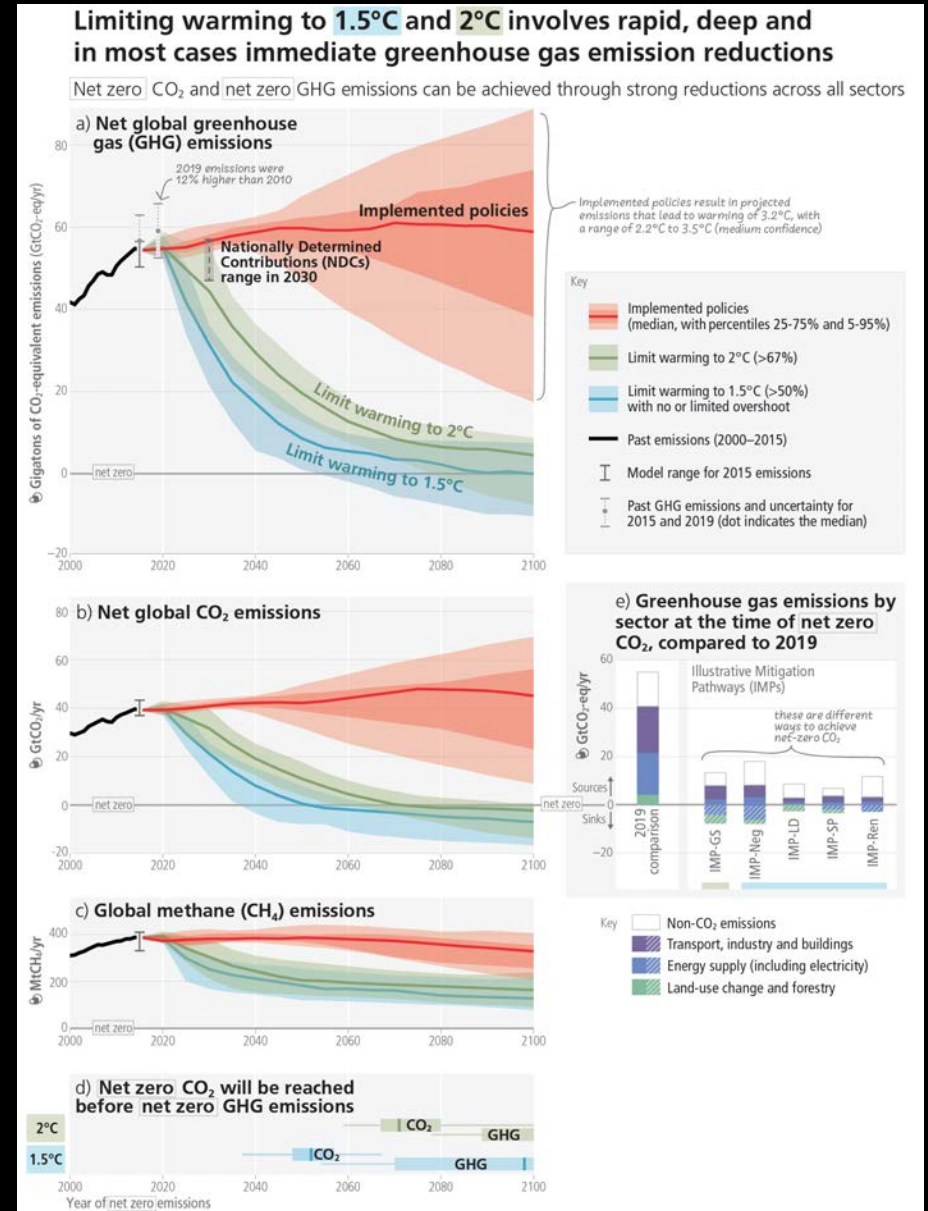 Limiting warming to 1.5°C and 2°C involves rapid, deep and
in most cases immediate greenhouse gas emission reductions
Net zero CO₂ and net zero GHG emissions can be achieved through strong reductions across all sectors
a) Net global greenhouse
gas (GHG) emissions
Gigatons of CO₂-equivalent emissions (GtCO₂-eq/yr)
80
60
40
20
0
−20
net zero
2019 emissions were
12% higher than 2010
Implemented policies
Nationally Determined
Contributions (NDCs)
range in 2030
Limit warming to 2°C
Limit warming to 1.5°C
2000
2020
2040
2060
2080
2100
Implemented policies result in projected
emissions that lead to warming of 3.2°C, with
a range of 2.2°C to 3.5°C (medium confidence)
Key
Implemented policies
(median, with percentiles 25-75% and 5-95%)
Limit warming to 2°C (>67%)
Limit warming to 1.5°C (>50%)
with no or limited overshoot
Past emissions (2000–2015)
Model range for 2015 emissions
Past GHG emissions and uncertainty for
2015 and 2019 (dot indicates the median)
b) Net global CO₂ emissions
GtCO₂/yr
80
60
40
20
0
-20
net zero
2000
2020
2040
2060
2080
2100
c) Global methane (CH₄) emissions
MtCH₄/yr
400
200
0
net zero
2000
2020
2040
2060
2080
2100
d) Net zero CO₂ will be reached
before net zero GHG emissions
2°C
CO₂
GHG
1.5°C
CO₂
GHG
2000
2020
2040
2060
2080
2100
Year of net zero emissions
e) Greenhouse gas emissions by
sector at the time of net zero
CO₂, compared to 2019
GtCO₂-eq/yr
60
40
20
0
−20
Sources
net zero
Sinks
Illustrative Mitigation
Pathways (IMPs)
these are different
ways to achieve
net-zero CO₂
2019
comparison
IMP-GS
IMP-Neg
IMP-LD
IMP-SP
IMP-Ren
Key
Non-CO₂ emissions
Transport, industry and buildings
Energy supply (including electricity)
Land-use change and forestry